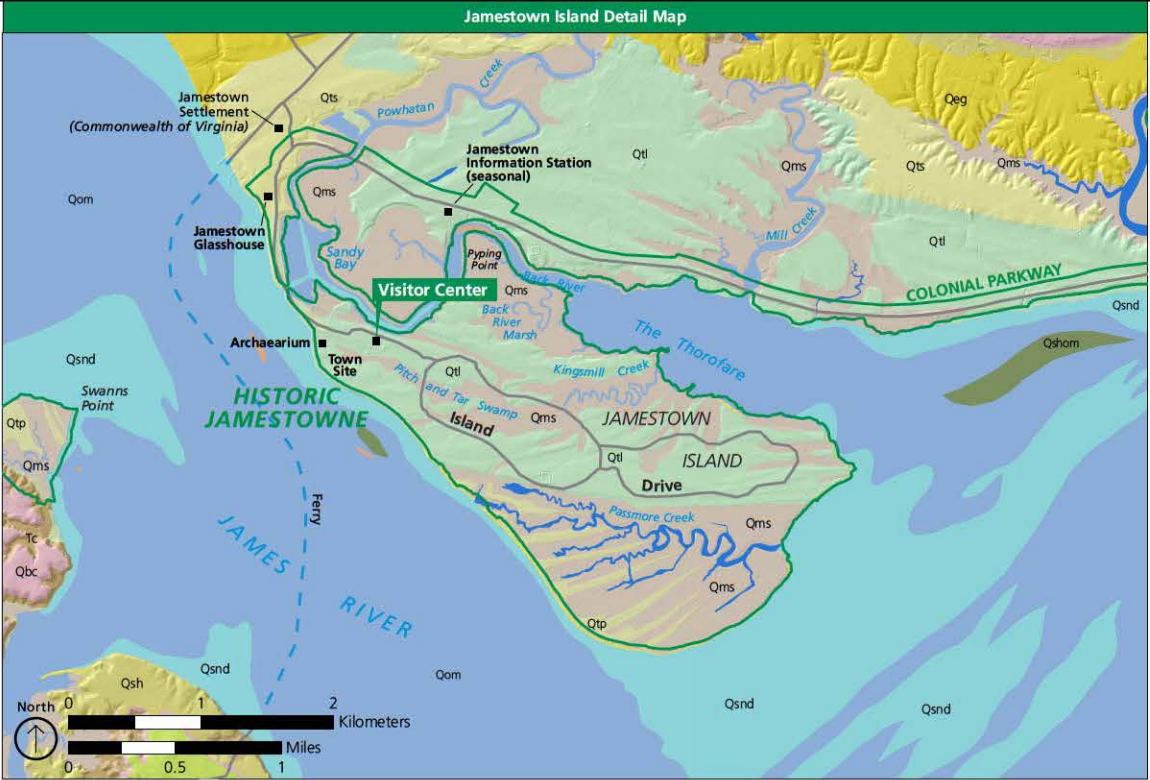 Jamestown Island Detail Map
Jamestown
Settlement
(Commonwealth of Virginia)
Qts
Powhatan
Creek
Qeg
Jamestown
Information Station
(seasonal)
Qtl
Qms
Qts
Qms
Qom
Qms
Jamestown
Glasshouse
Mill Creek
Qtl
Sandy
Bay
Pyping
Point
Back River
Visitor Center
Qms
COLONIAL PARKWAY
Qsnd
Back
River
Marsh
The Thorofare
Qshom
Archaearium
Town
Site
Qsnd
Swanns
Point
Qtl
Kingsmill Creek
Pitch and Tar Swamp
HISTORIC
JAMESTOWNE
Qms
JAMESTOWN
Island
Qtp
Qms
Qtl
ISLAND
Drive
Ferry
Passmore Creek
Qms
JAMES
Tc
Qbc
Qms
RIVER
Qtp
Qsnd
Qom
Qsh
Qsnd
Qsnd
North
0 1 2
Kilometers
Miles
0 0.5 1